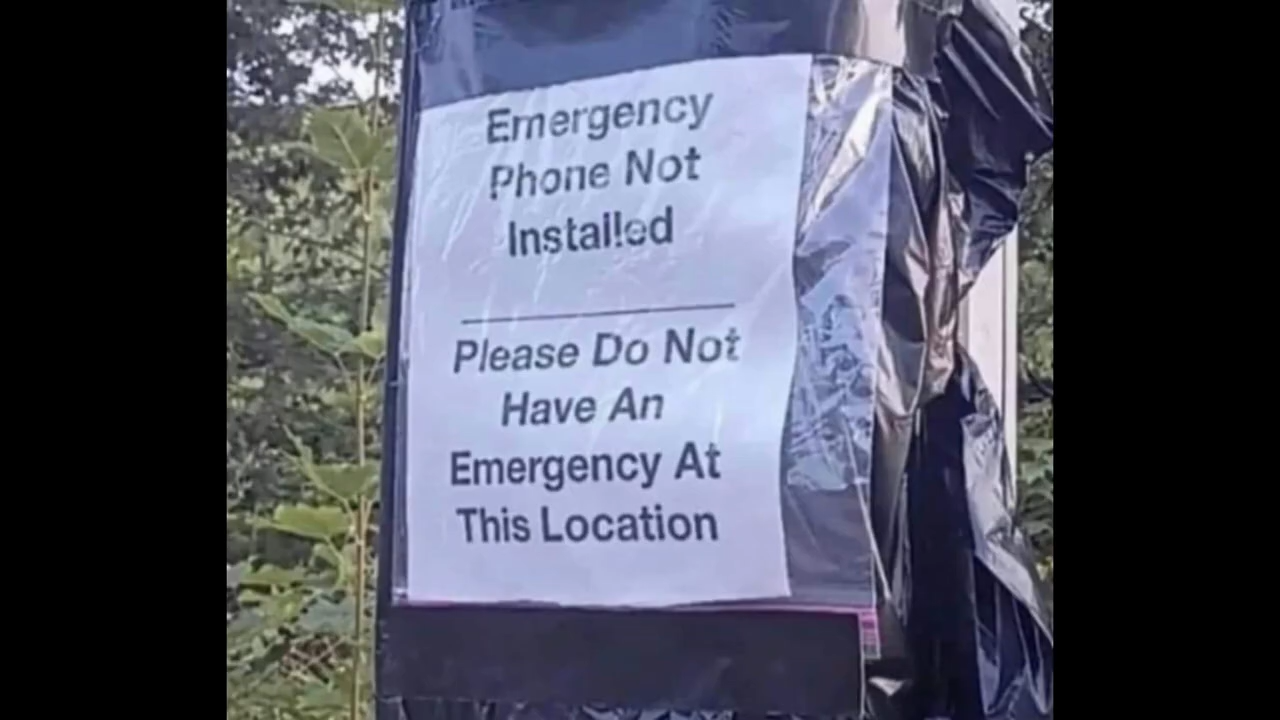 Emergency
Phone Not
Installed
Please Do Not
Have An
Emergency At
This Location